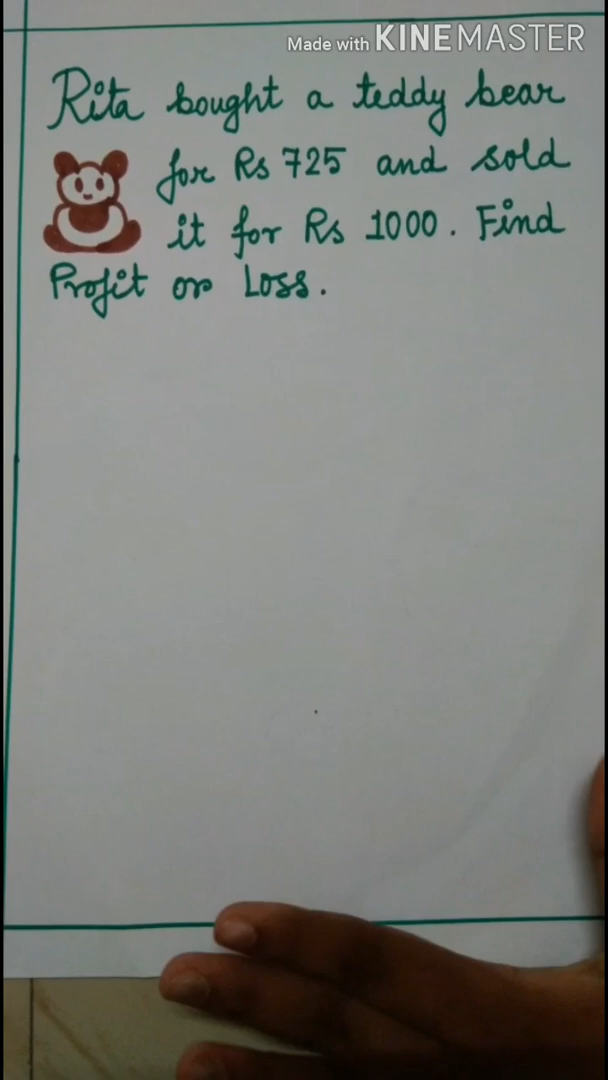 Made with KINEMASTER
Rita bought a teddy bear
for Rs 725 and sold
it for Rs 1000. Find
Profit or Loss.